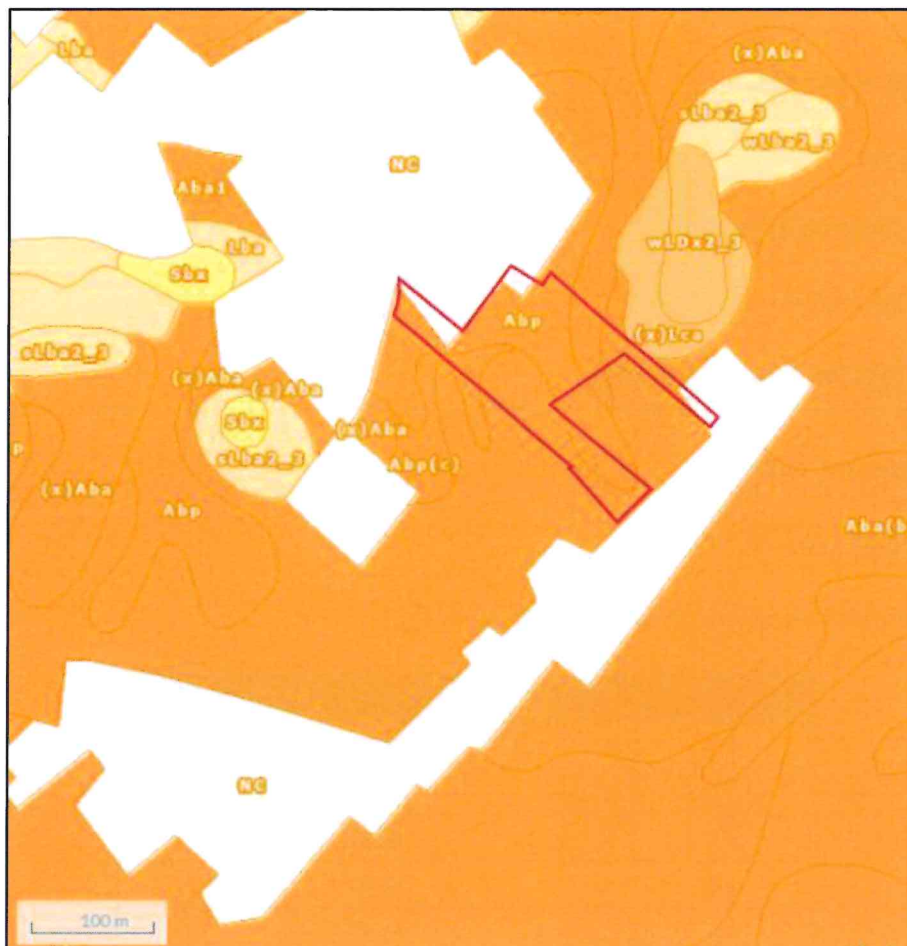 Lba
(x)Aba
sLba2_3
wLba2_3
NC
Aba1
Lba
wLDx2_3
Sbx
Abp
(x)Lca
sLba2_3
(x)Aba
(x)Aba
Sbx
(x)Aba
p
sLba2_3
Abp(c)
(x)Aba
Abp
Aba(b
NC
100 m